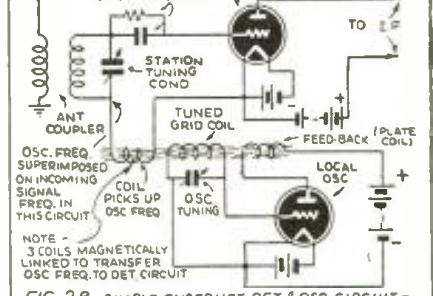 TO I.F.
STATION
TUNING
COND
ANT
COUPLER
TUNED
GRID COIL
FEED-BACK
(PLATE
COIL)
OSC. FREQ
SUPERIMPOSED
ON INCOMING
SIGNAL
FREQ. IN
THIS CIRCUIT
COIL
PICKS UP
OSC FREQ
OSC
TUNING
LOCAL
OSC
NOTE -
3 COILS MAGNETICALLY
LINKED TO TRANSFER
OSC FREQ. TO DET CIRCUIT